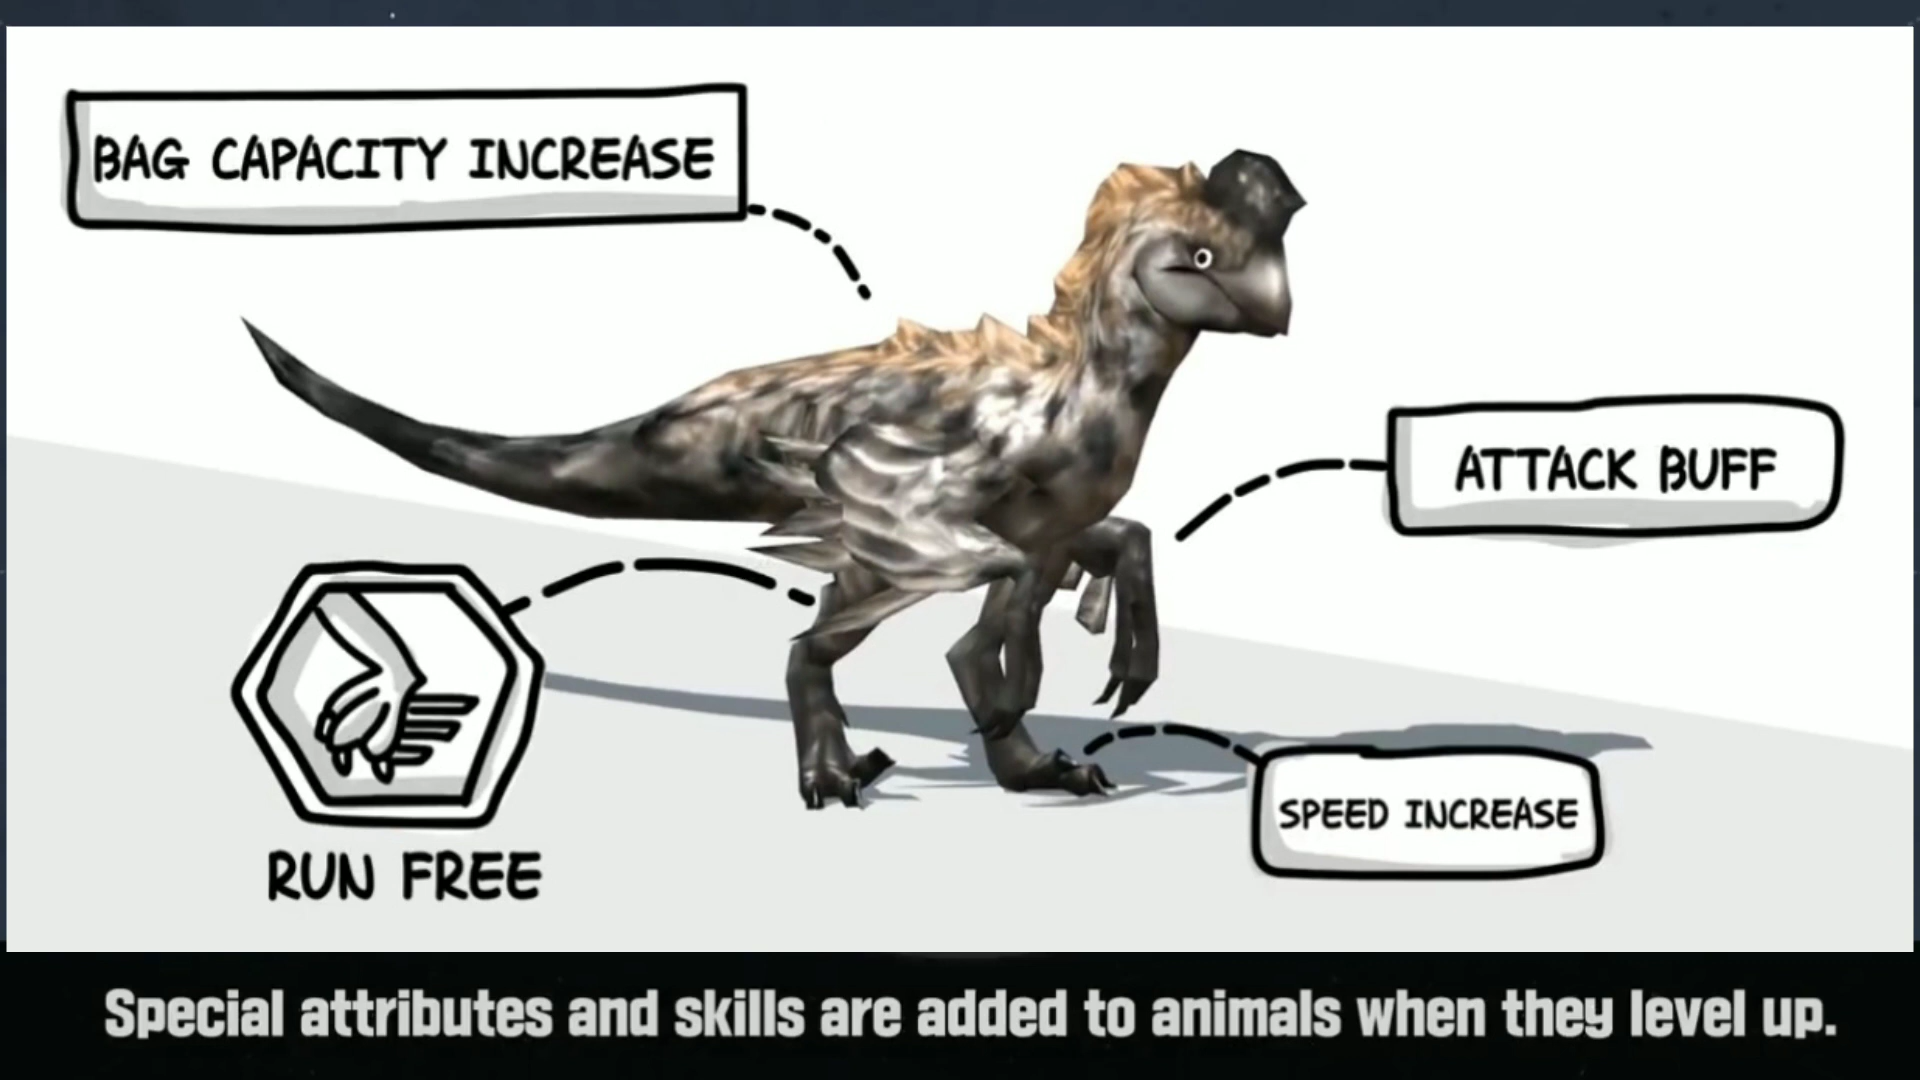 BAG CAPACITY INCREASE
ATTACK BUFF
SPEED INCREASE
RUN FREE
Special attributes and skills are added to animals when they level up.